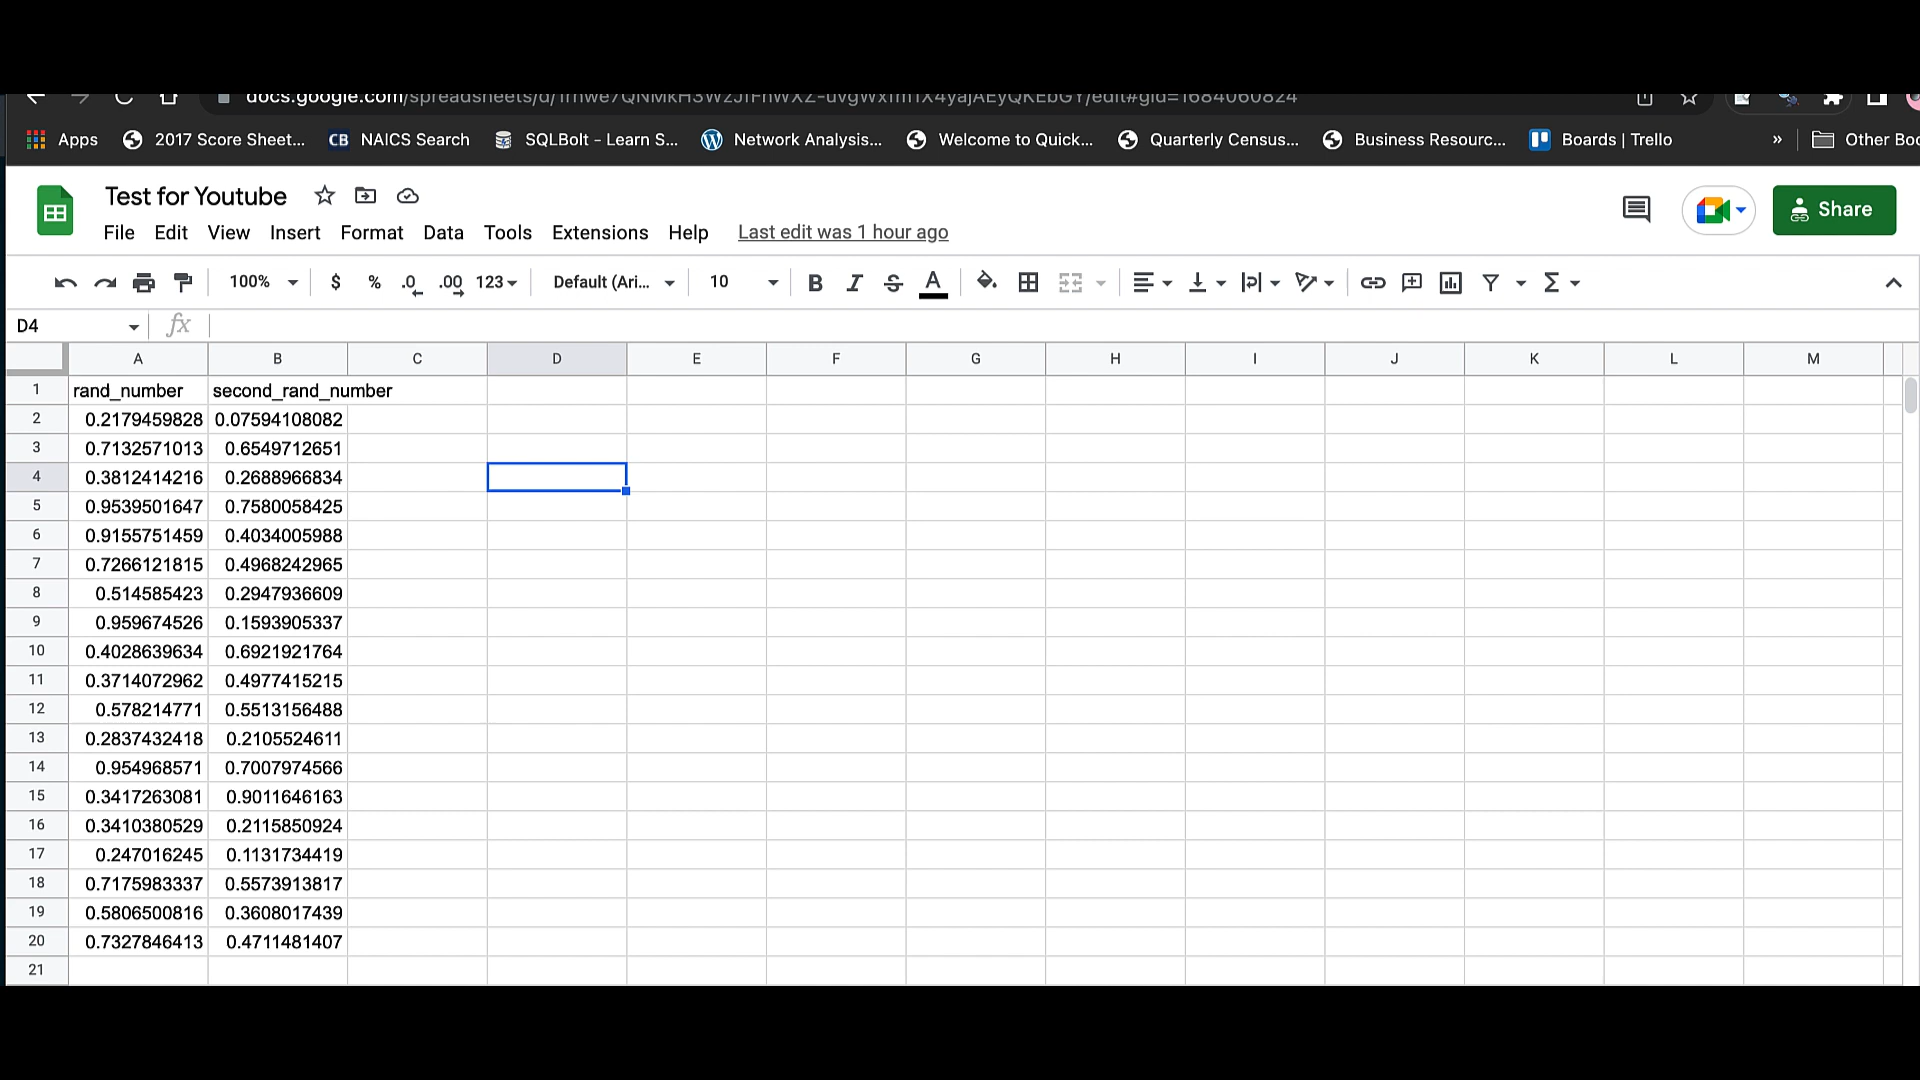 docs.google.com/spreadsheets/d/
Apps 2017 Score Sheet... CB NAICS Search SQLBolt - Learn S... Network Analysis... Welcome to Quick... Quarterly Census... Business Resourc... Boards | Trello » Other Boo
Test for Youtube
File Edit View Insert Format Data Tools Extensions Help Last edit was 1 hour ago
Share
100% $ % .0 .00 123 Default (Ari... 10 B I S A Σ
D4 fx
A B C D E F G H I J K L M
1 rand_number second_rand_number
2 0.2179459828 0.07594108082
3 0.7132571013 0.6549712651
4 0.3812414216 0.2688966834
5 0.9539501647 0.7580058425
6 0.9155751459 0.4034005988
7 0.7266121815 0.4968242965
8 0.514585423 0.2947936609
9 0.959674526 0.1593905337
10 0.4028639634 0.6921921764
11 0.3714072962 0.4977415215
12 0.578214771 0.5513156488
13 0.2837432418 0.2105524611
14 0.954968571 0.7007974566
15 0.3417263081 0.9011646163
16 0.3410380529 0.2115850924
17 0.247016245 0.1131734419
18 0.7175983337 0.5573913817
19 0.5806500816 0.3608017439
20 0.7327846413 0.4711481407
21